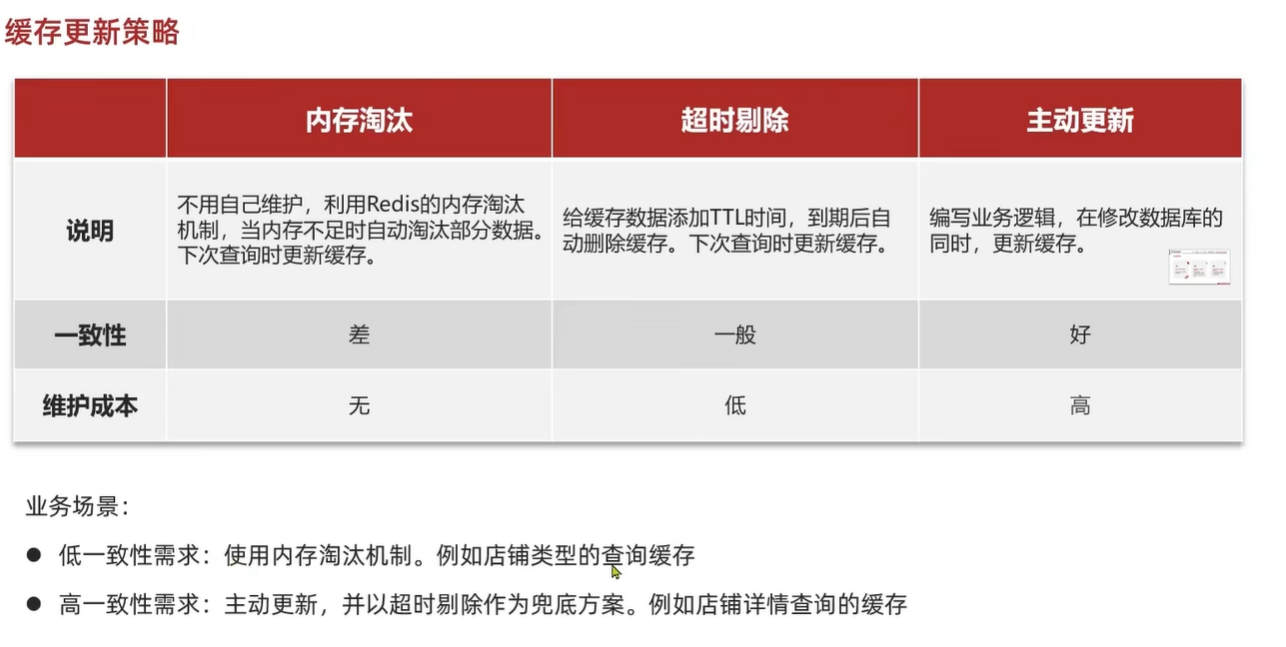 缓存更新策略
内存淘汰
超时剔除
主动更新
说明
不用自己维护，利用Redis的内存淘汰
机制，当内存不足时自动淘汰部分数据。
下次查询时更新缓存。
给缓存数据添加TTL时间，到期后自
动删除缓存。下次查询时更新缓存。
编写业务逻辑，在修改数据库的
同时，更新缓存。
一致性
差
一般
好
维护成本
无
低
高
业务场景：
● 低一致性需求：使用内存淘汰机制。例如店铺类型的查询缓存
● 高一致性需求：主动更新，并以超时剔除作为兜底方案。例如店铺详情查询的缓存